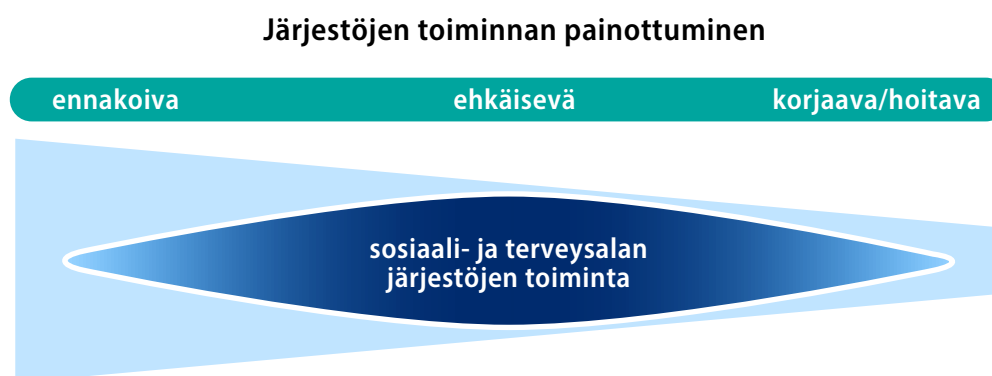 Järjestöjen toiminnan painottuminen
ennakoiva ehkäisevä korjaava/hoitava
sosiaali- ja terveysalan
järjestöjen toiminta